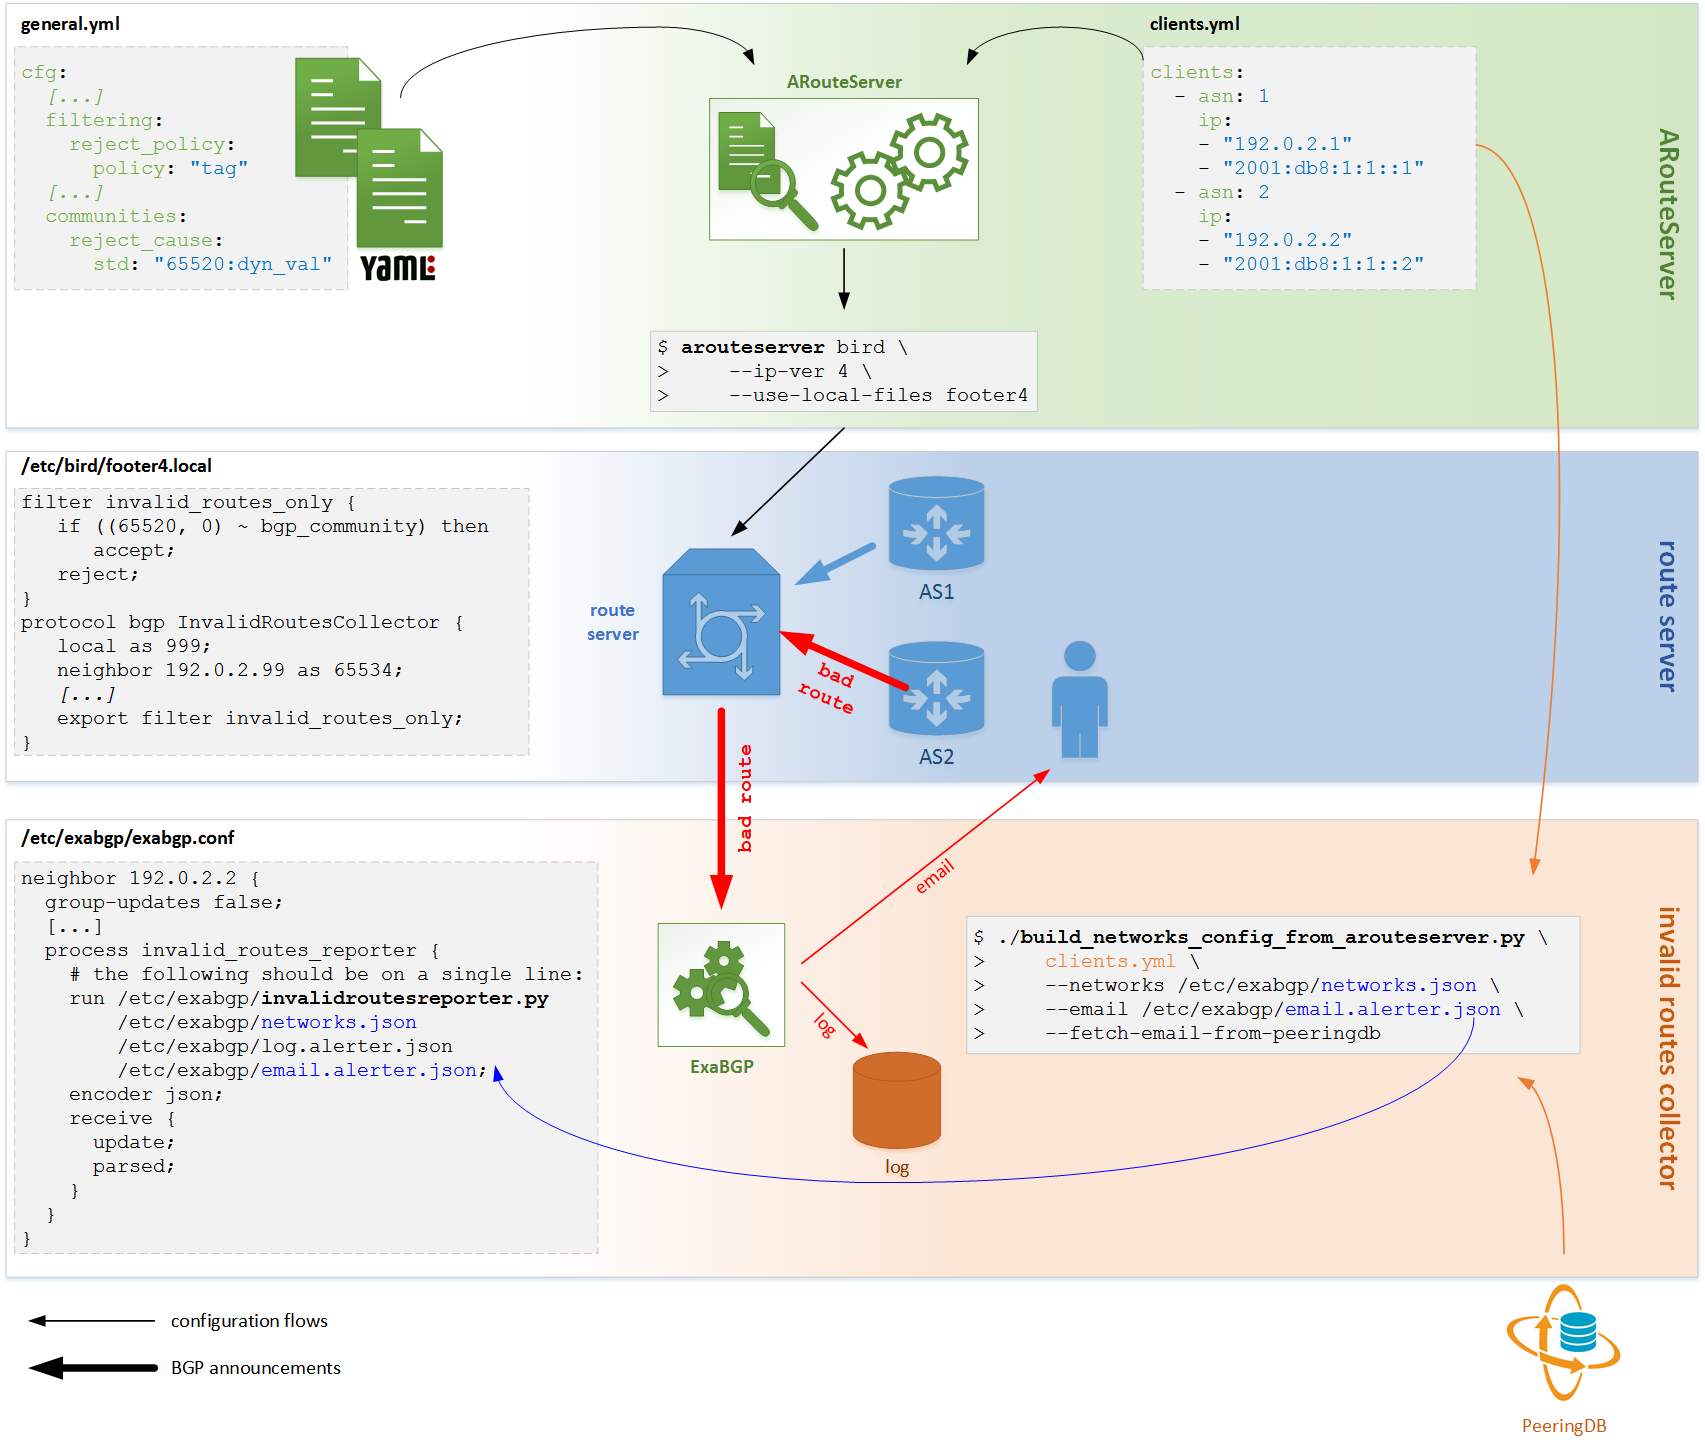 general.yml
cfg:
[...]
filtering:
reject_policy:
policy: "tag"
[...]
communities:
reject_cause:
std: "65520:dyn_val"
YAML
ARouteServer
clients.yml
clients:
- asn: 1
ip:
- "192.0.2.1"
- "2001:db8:1:1::1"
- asn: 2
ip:
- "192.0.2.2"
- "2001:db8:1:1::2"
ARouteServer
$ arouteserver bird \
> --ip-ver 4 \
> --use-local-files footer4
/etc/bird/footer4.local
filter invalid_routes_only {
if ((65520, 0) ~ bgp_community) then
accept;
reject;
}
protocol bgp InvalidRoutesCollector {
local as 999;
neighbor 192.0.2.99 as 65534;
[...]
export filter invalid_routes_only;
}
route
server
AS1
bad
route
AS2
route server
bad route
/etc/exabgp/exabgp.conf
neighbor 192.0.2.2 {
group-updates false;
[...]
process invalid_routes_reporter {
# the following should be on a single line:
run /etc/exabgp/invalidroutesreporter.py
/etc/exabgp/networks.json
/etc/exabgp/log.alerter.json
/etc/exabgp/email.alerter.json;
encoder json;
receive {
update;
parsed;
}
}
}
email
log
ExaBGP
log
$ ./build_networks_config_from_arouteserver.py \
> clients.yml \
> --networks /etc/exabgp/networks.json \
> --email /etc/exabgp/email.alerter.json \
> --fetch-email-from-peeringdb
invalid routes collector
configuration flows
BGP announcements
PeeringDB